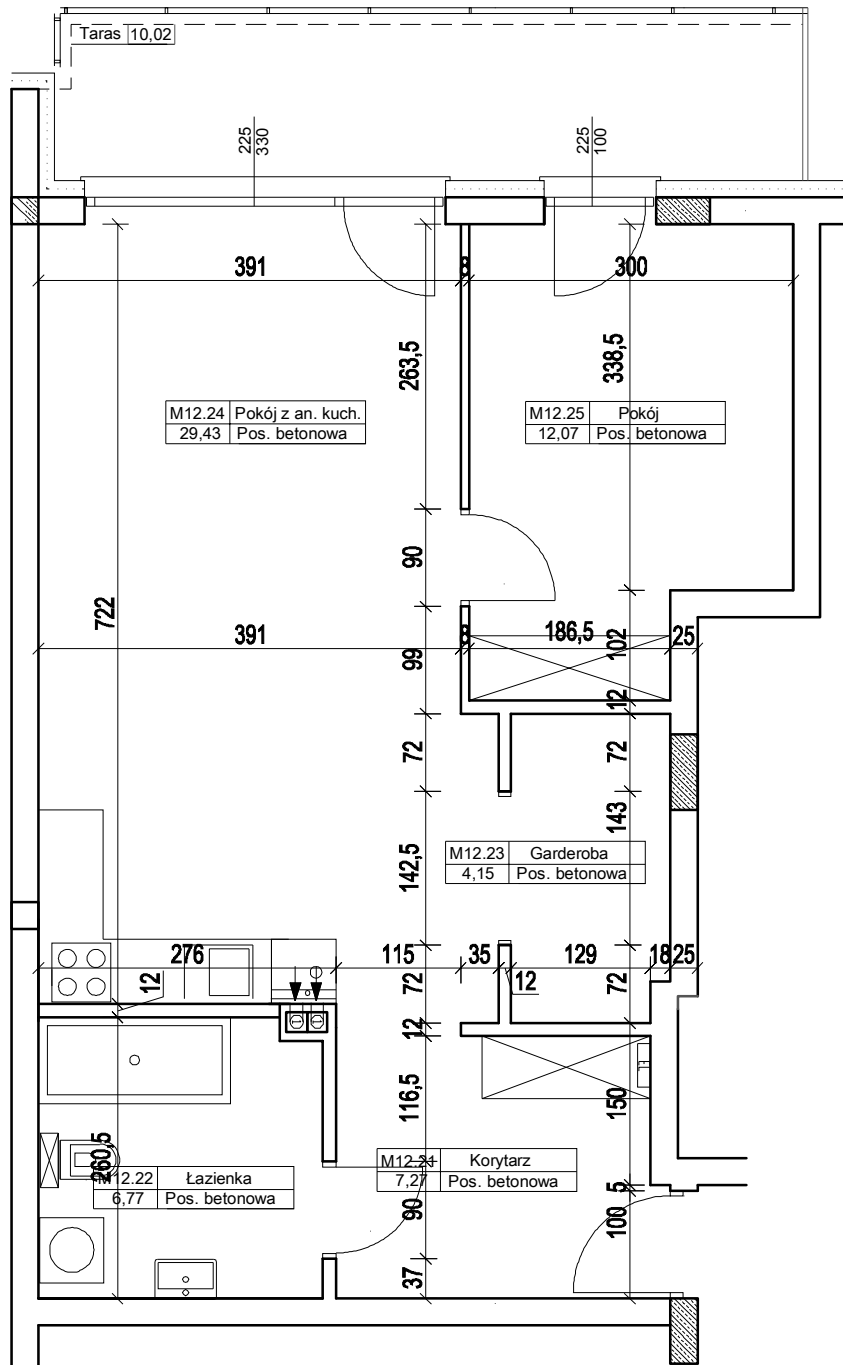 Taras 10,02
225
330
225
100
391 8 300
263,5
338,5
M12.24 Pokój z an. kuch.
29,43 Pos. betonowa
M12.25 Pokój
12,07 Pos. betonowa
90
722
391 8 186,5 25
99
102
12
72
72
143
142,5
M12.23 Garderoba
4,15 Pos. betonowa
276 115 35 129 18 25
12
72
12
72
12
116,5
150
260,5
M12.22 Łazienka
6,77 Pos. betonowa
M12.21 Korytarz
7,27 Pos. betonowa
90
5
100
37